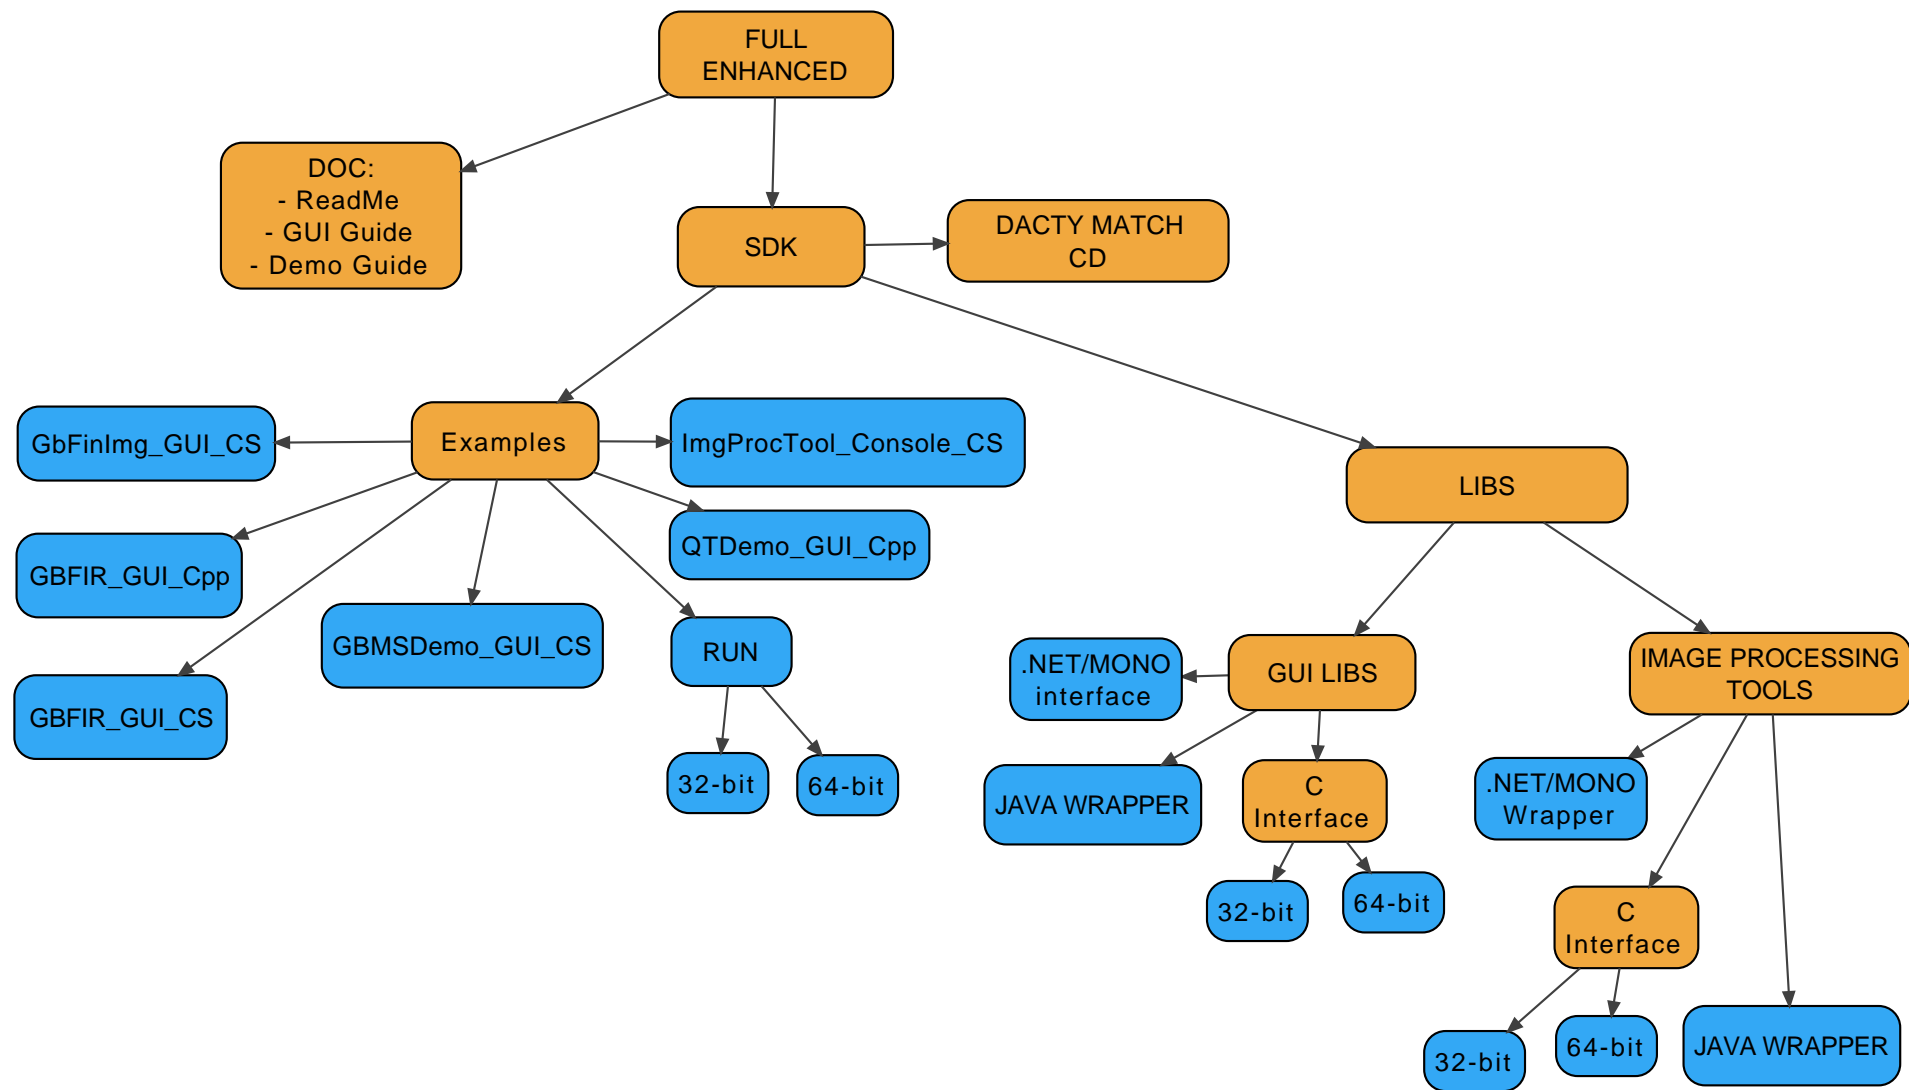 FULL
ENHANCED
DOC:
- ReadMe
- GUI Guide
- Demo Guide
SDK
DACTY MATCH
CD
GbFinImg_GUI_CS
Examples
ImgProcTool_Console_CS
LIBS
GBFIR_GUI_Cpp
QTDemo_GUI_Cpp
GBMSDemo_GUI_CS
RUN
GBFIR_GUI_CS
32-bit
64-bit
.NET/MONO
interface
GUI LIBS
IMAGE PROCESSING
TOOLS
JAVA WRAPPER
C
Interface
.NET/MONO
Wrapper
32-bit
64-bit
C
Interface
32-bit
64-bit
JAVA WRAPPER